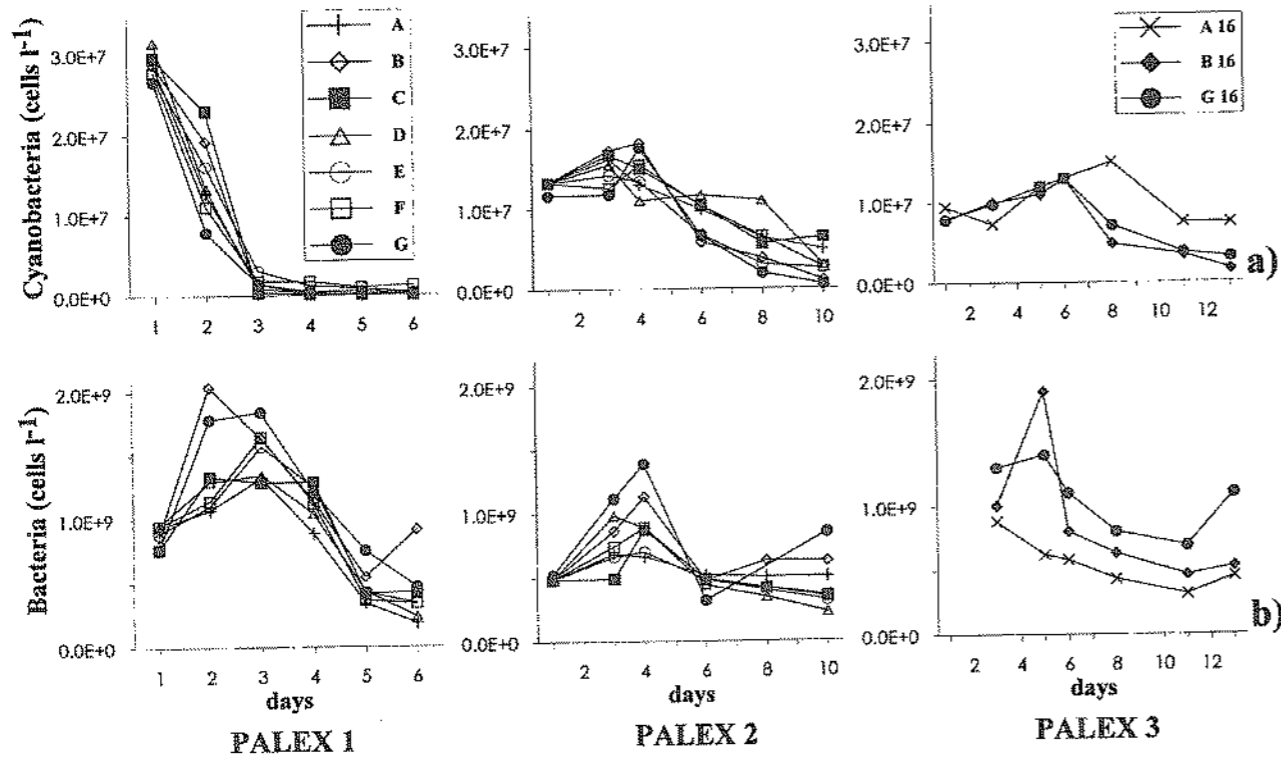 Cyanobacteria (cells l⁻¹)
3.0E+7
2.0E+7
1.0E+7
0.0E+0
1 2 3 4 5 6
A
B
C
D
E
F
G
3.0E+7
2.0E+7
1.0E+7
0.0E+0
2 4 6 8 10
3.0E+7
2.0E+7
1.0E+7
0.0E+0
2 4 6 8 10 12
A 16
B 16
G 16
a)
Bacteria (cells l⁻¹)
2.0E+9
1.0E+9
0.0E+0
1 2 3 4 5 6
days
PALEX 1
2.0E+9
1.0E+9
0.0E+0
2 4 6 8 10
days
PALEX 2
2.0E+9
1.0E+9
0.0E+0
2 4 6 8 10 12
days
PALEX 3
b)